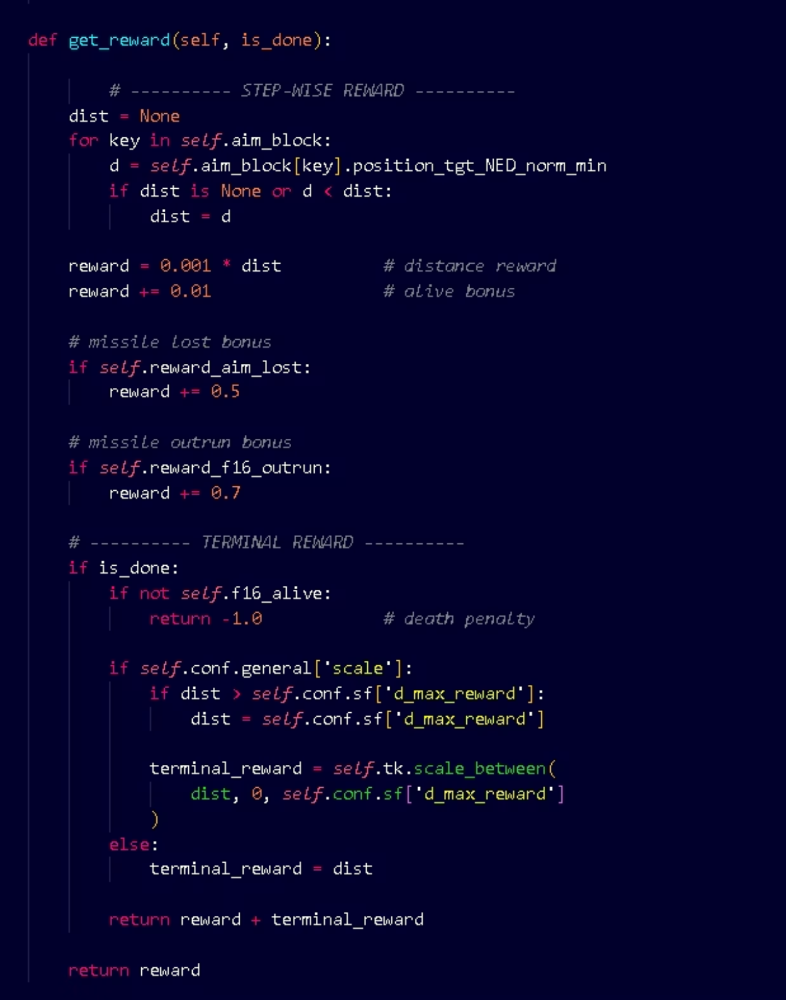 def get_reward(self, is_done):
# ---------- STEP-WISE REWARD ----------
dist = None
for key in self.aim_block:
d = self.aim_block[key].position_tgt_NED_norm_min
if dist is None or d < dist:
dist = d
reward = 0.001 * dist # distance reward
reward += 0.01 # alive bonus
# missile lost bonus
if self.reward_aim_lost:
reward += 0.5
# missile outrun bonus
if self.reward_f16_outrun:
reward += 0.7
# ---------- TERMINAL REWARD ----------
if is_done:
if not self.f16_alive:
return -1.0 # death penalty
if self.conf.general['scale']:
if dist > self.conf.sf['d_max_reward']:
dist = self.conf.sf['d_max_reward']
terminal_reward = self.tk.scale_between(
dist, 0, self.conf.sf['d_max_reward']
)
else:
terminal_reward = dist
return reward + terminal_reward
return reward